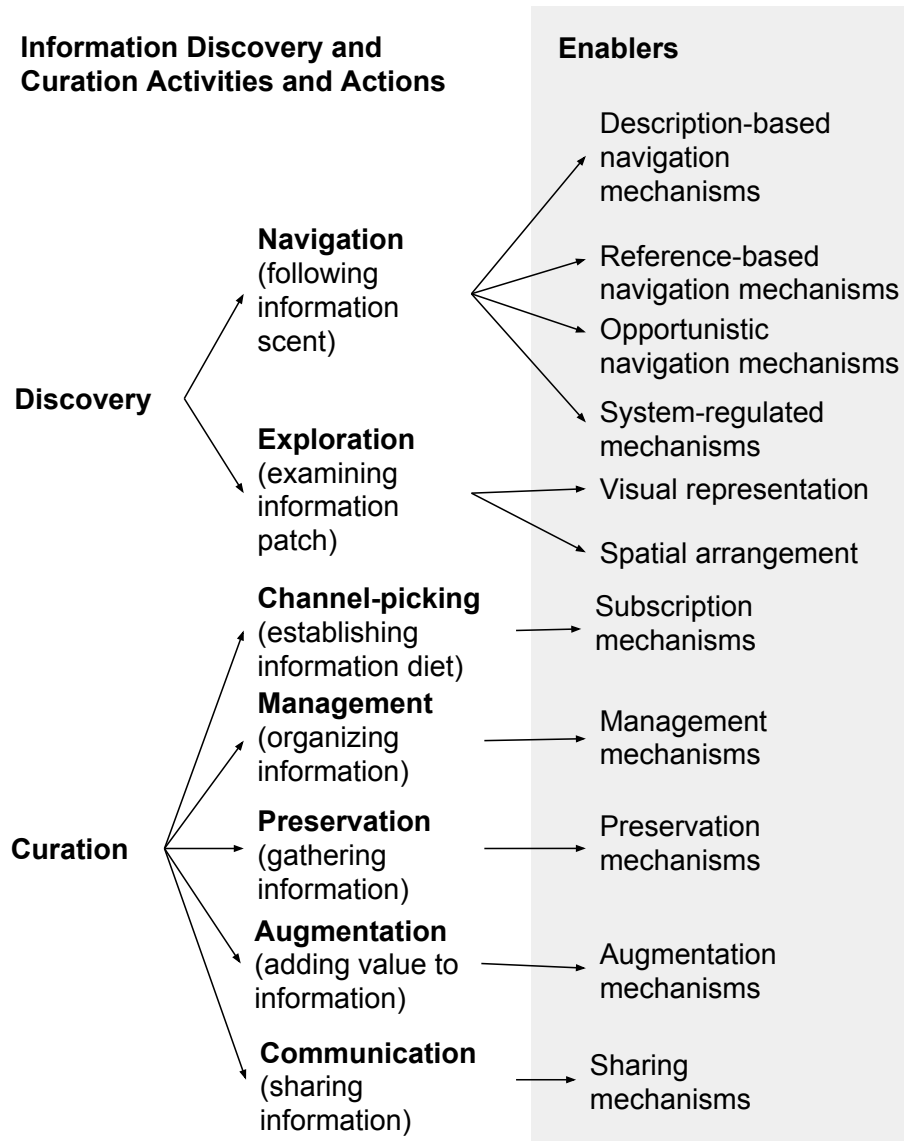 Information Discovery and
Curation Activities and Actions
Enablers
Discovery
Navigation
(following
information
scent)
Description-based
navigation
mechanisms
Reference-based
navigation mechanisms
Opportunistic
navigation mechanisms
System-regulated
mechanisms
Exploration
(examining
information
patch)
Visual representation
Spatial arrangement
Curation
Channel-picking
(establishing
information diet)
Subscription
mechanisms
Management
(organizing
information)
Management
mechanisms
Preservation
(gathering
information)
Preservation
mechanisms
Augmentation
(adding value to
information)
Augmentation
mechanisms
Communication
(sharing
information)
Sharing
mechanisms